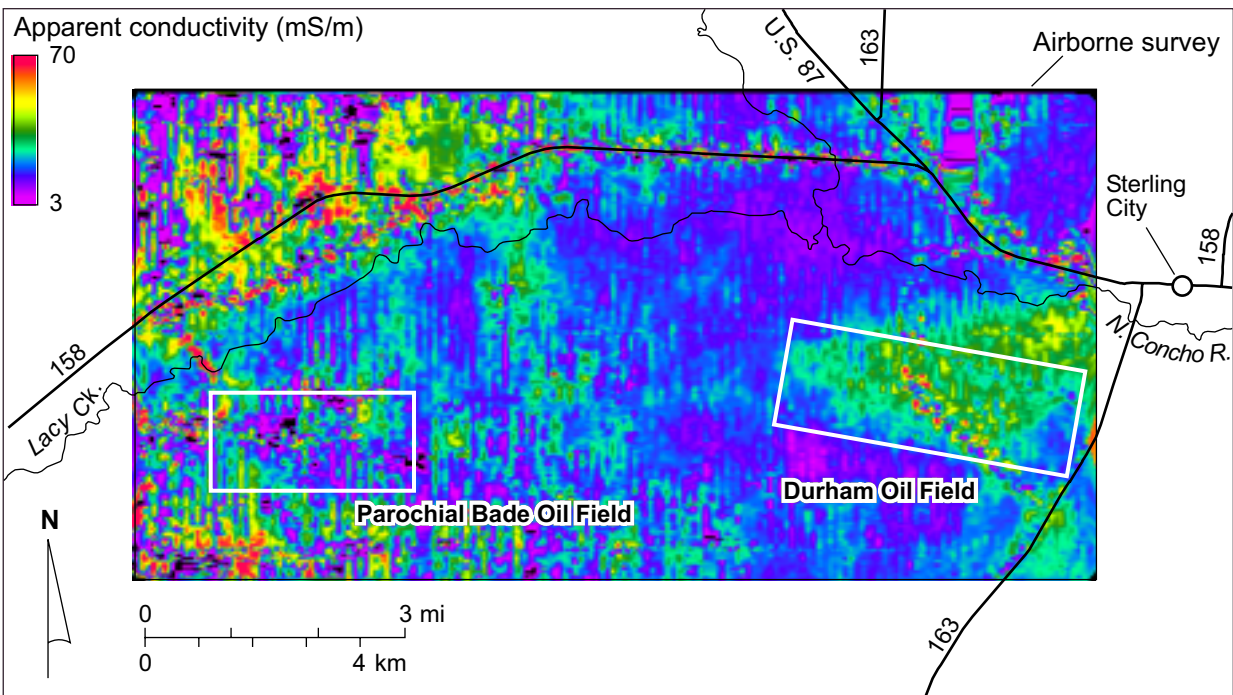 Apparent conductivity (mS/m)
70
3
U.S. 87
163
Airborne survey
Sterling
City
158
N. Concho R.
158
Lacy Ck.
Durham Oil Field
Parochial Bade Oil Field
N
0
3 mi
0
4 km
163